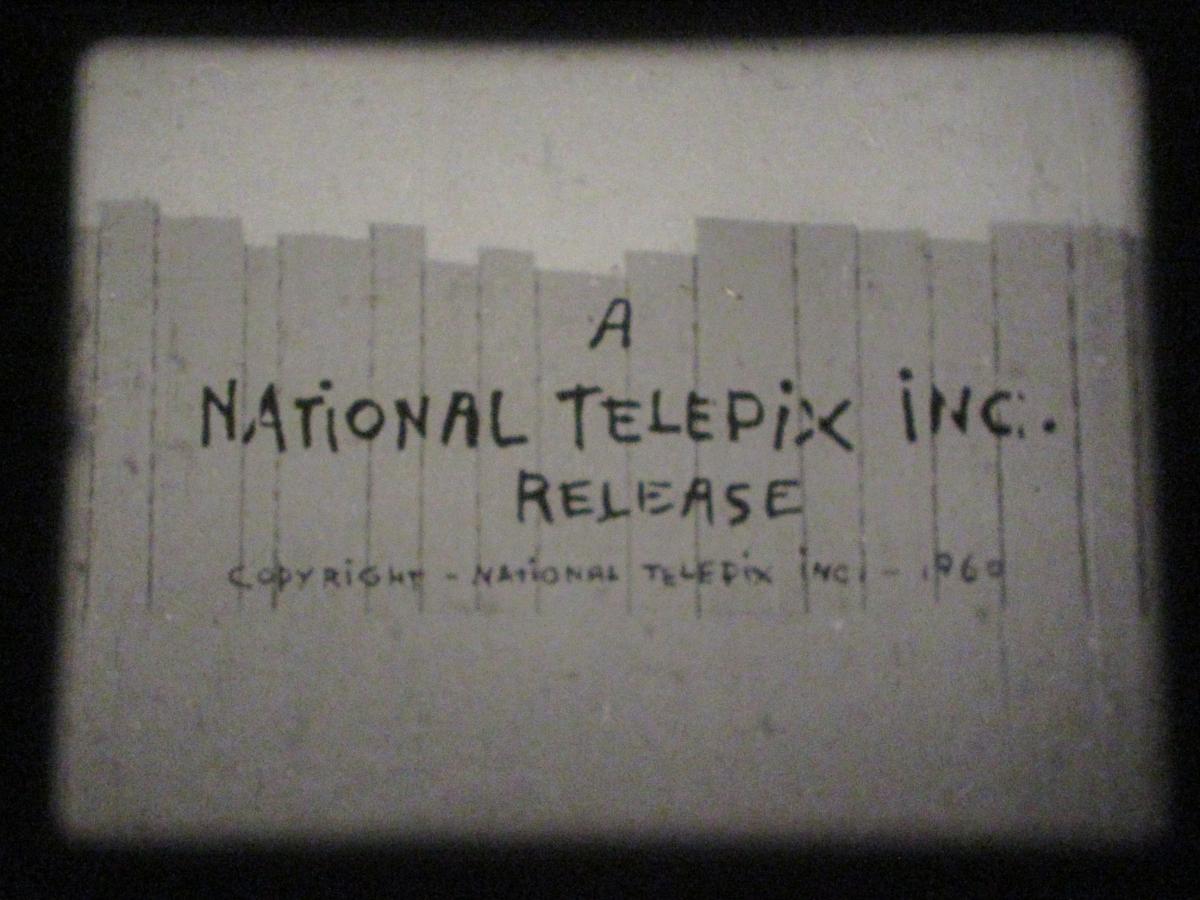 A
NATiONAL TELEPiX iNC.
RELEASE
COPYRiGHT - NATiONAL TELEPiX iNC. - 1960